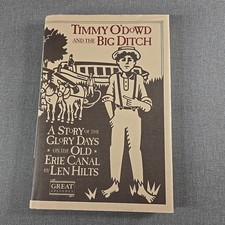 TIMMY O'DOWD
AND THE BIG DITCH
A STORY OF THE
GLORY DAYS
ON THE OLD
ERIE CANAL
BY LEN HILTS
GREAT
EPISODES